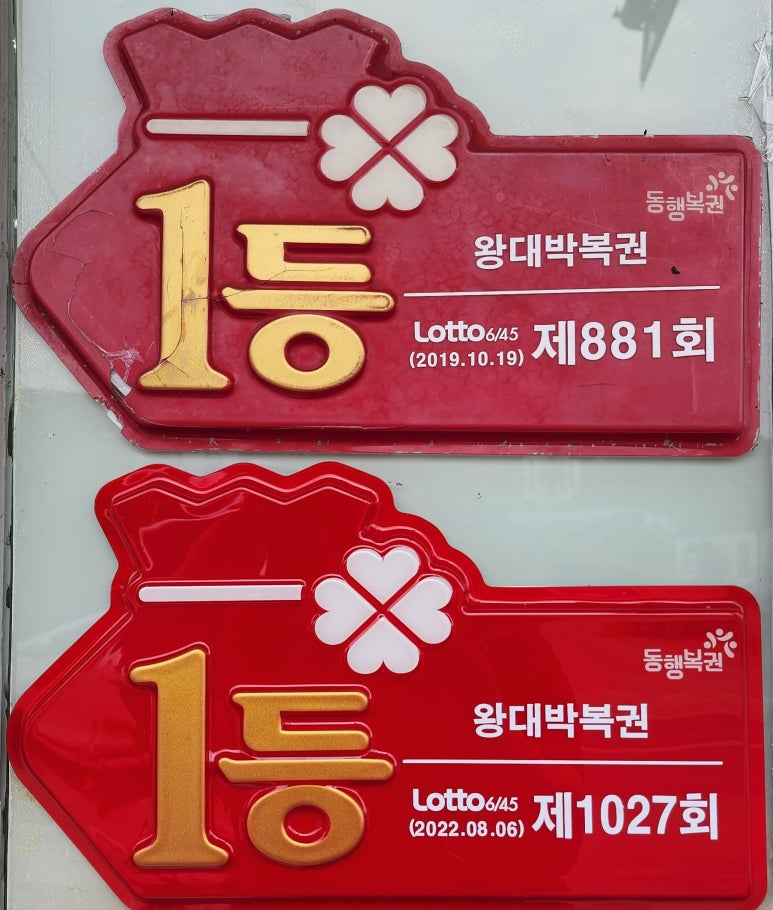 1등
동행복권
왕대박복권
Lotto6/45
(2019.10.19) 제881회
1등
동행복권
왕대박복권
Lotto6/45
(2022.08.06) 제1027회